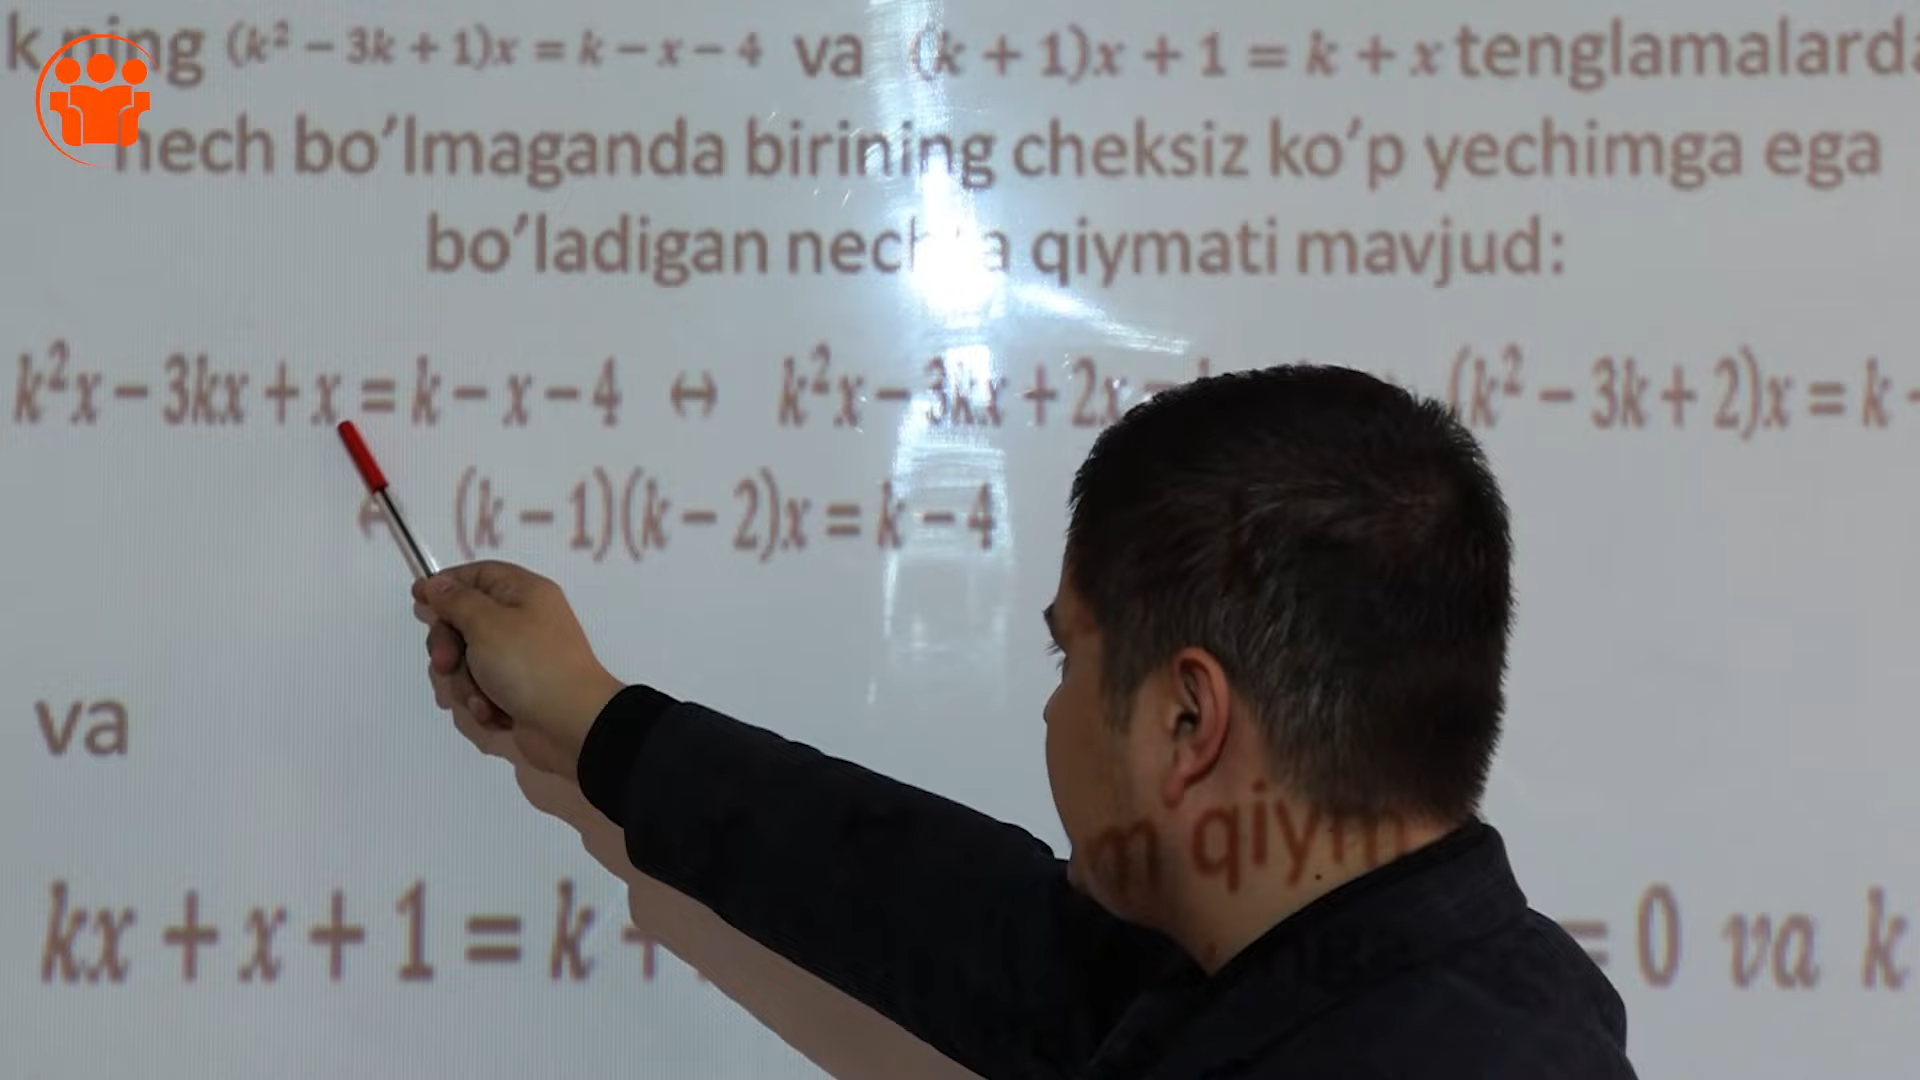 k ning (k² − 3k + 1)x = k − x − 4 va (k + 1)x + 1 = k + x tenglamalarda
hech bo’lmaganda birining cheksiz ko’p yechimga ega
bo’ladigan nechta qiymati mavjud:
k²x − 3kx + x = k − x − 4 ↔ k²x − 3kx + 2x (k² − 3k + 2)x = k −
(k − 1)(k − 2)x = k − 4
va
m qiym
kx + x + 1 = k + = 0 va k